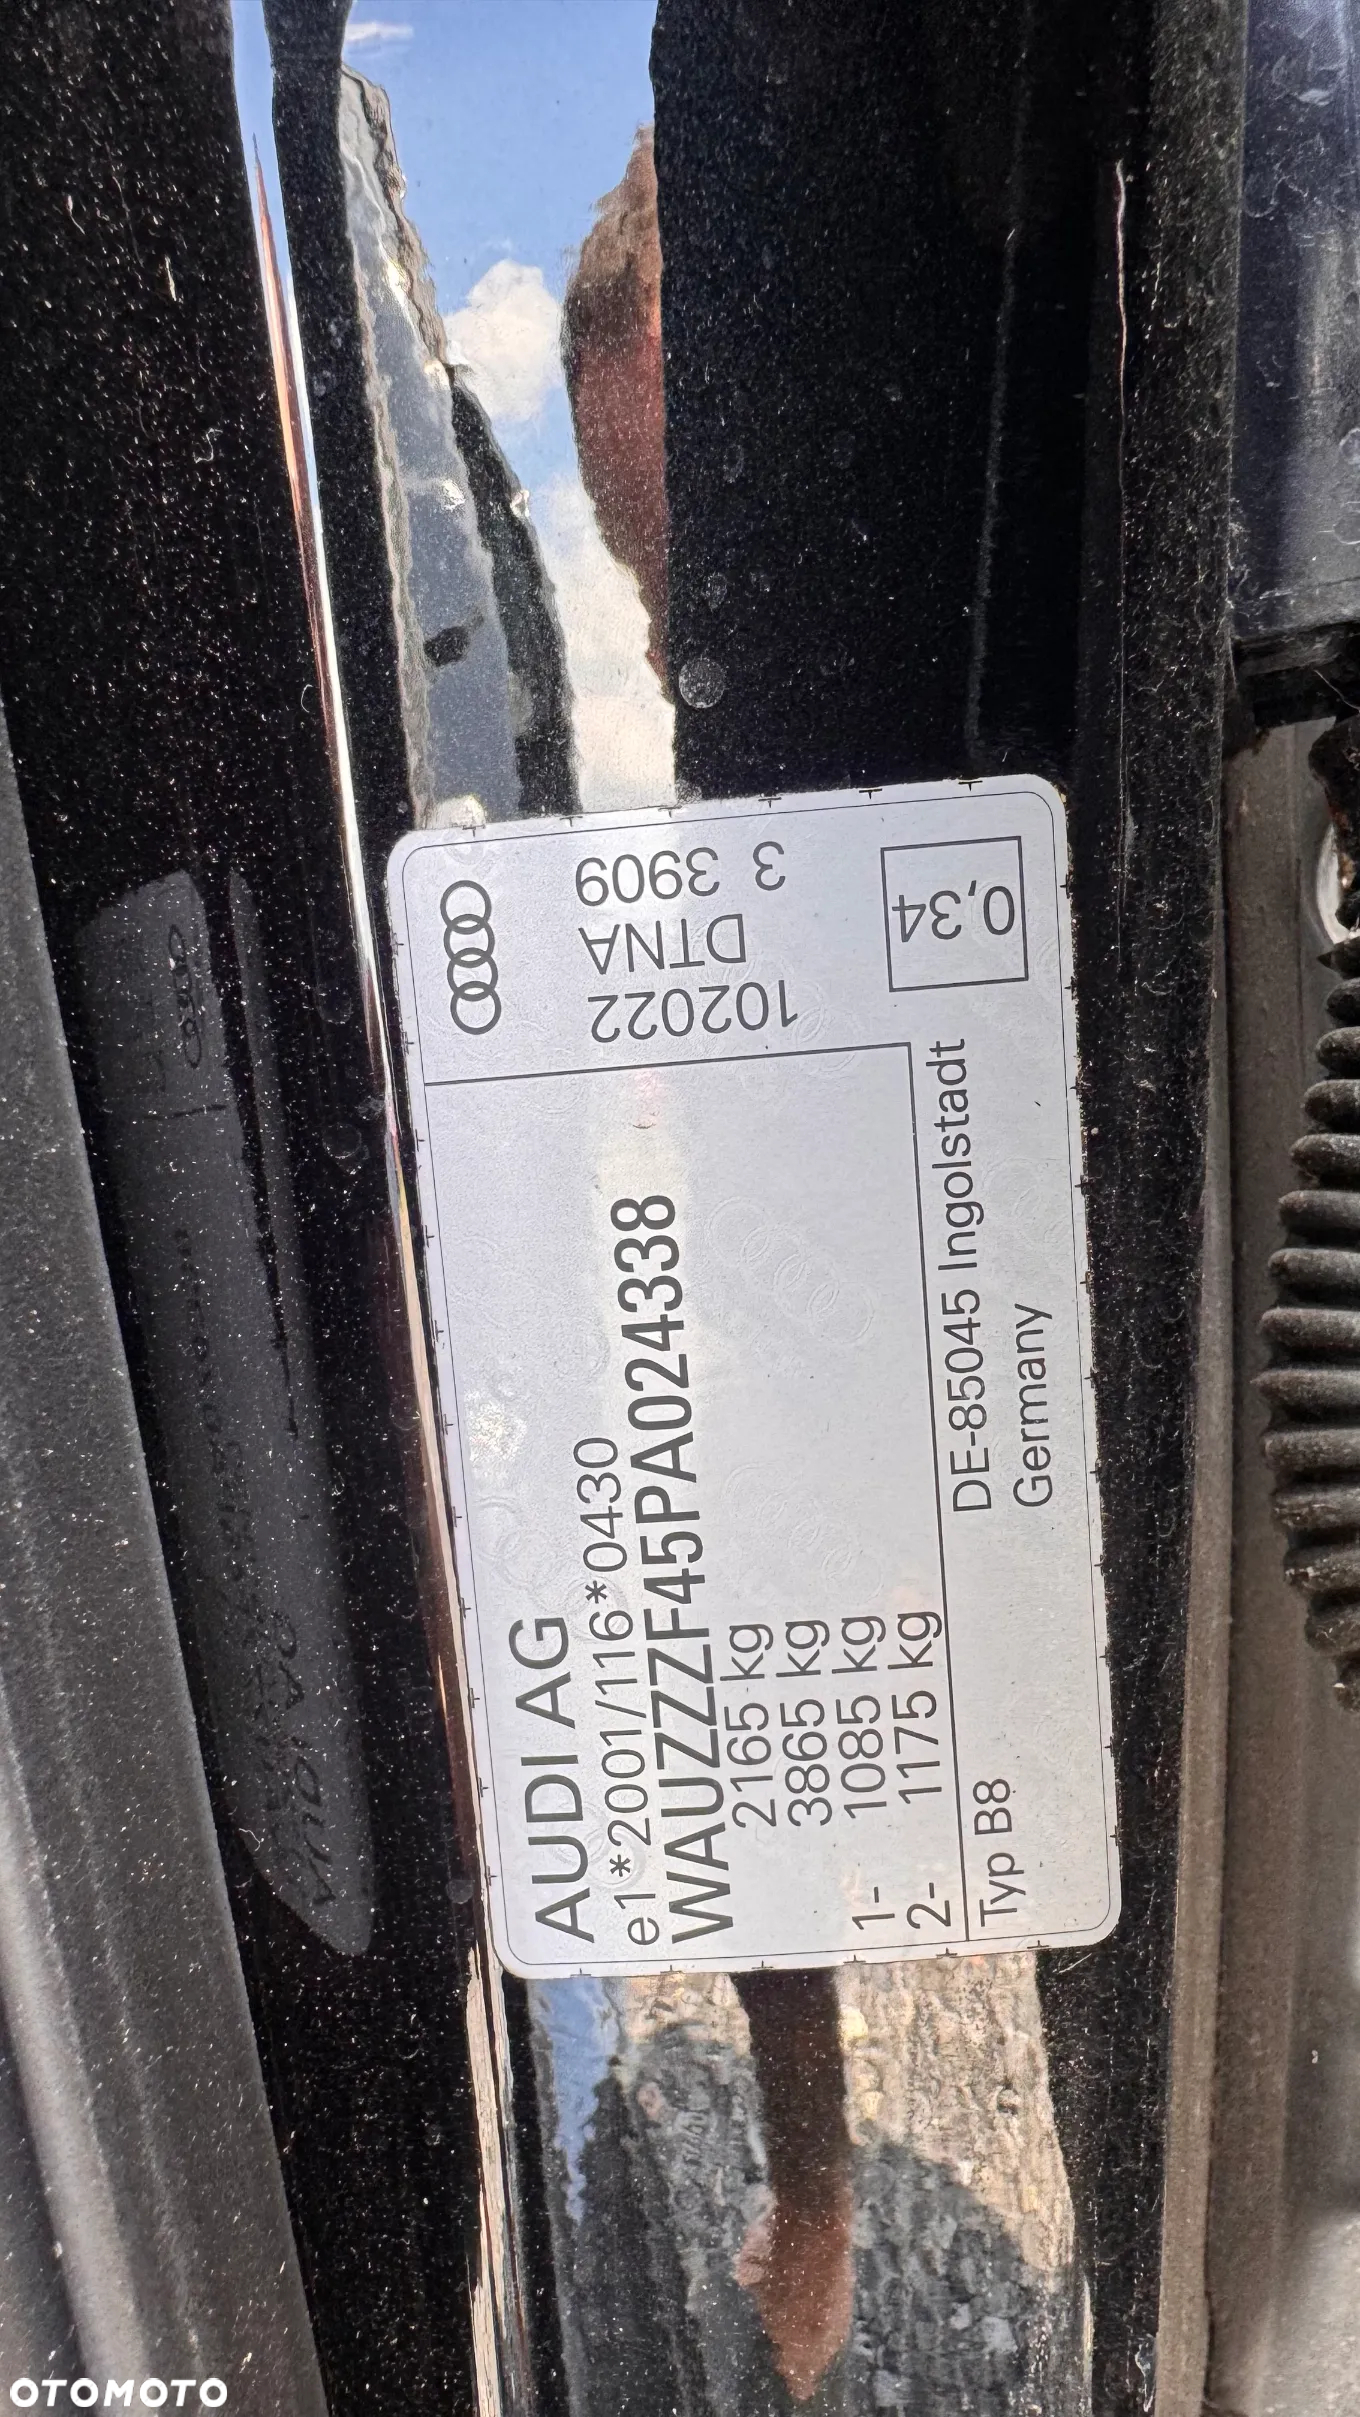 AUDI AG
e1*2001/116*0430
WAUZZZF45PA024338
2165 kg
3865 kg
1- 1085 kg
2- 1175 kg
Typ B8
DE-85045 Ingolstadt
Germany
102022
DTNA
3 3909
0,34
OTOMOTO